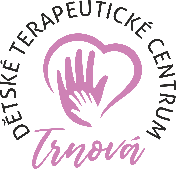 DĚTSKÉ TERAPEUTICKÉ CENTRUM
Trnová